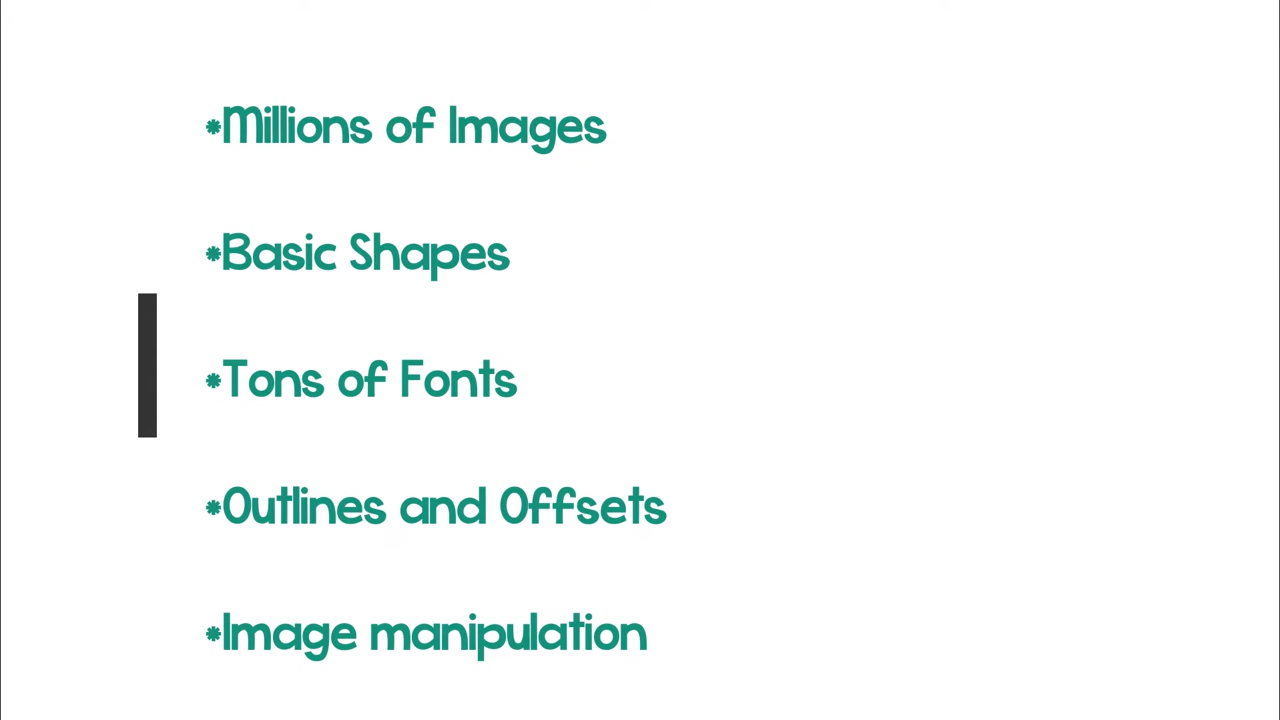 *Millions of Images
*Basic Shapes
*Tons of Fonts
*Outlines and Offsets
*Image manipulation